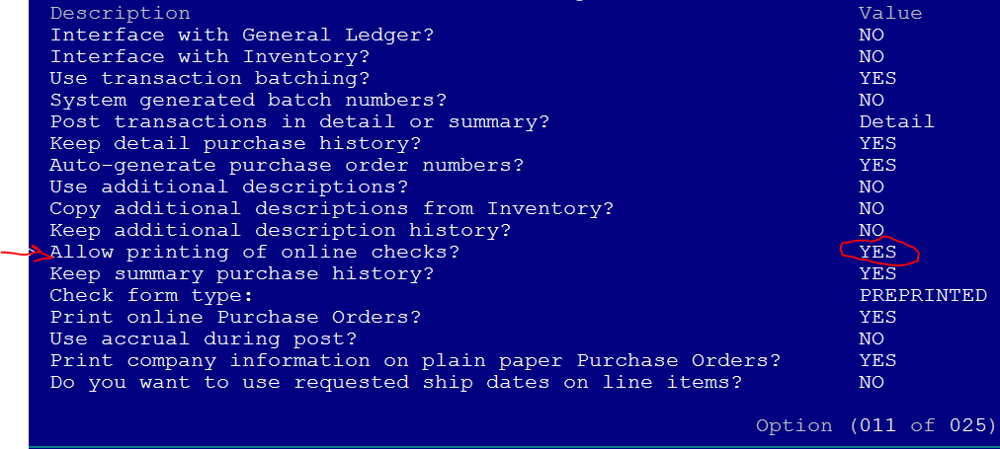 Description Value
Interface with General Ledger? NO
Interface with Inventory? NO
Use transaction batching? YES
System generated batch numbers? NO
Post transactions in detail or summary? Detail
Keep detail purchase history? YES
Auto-generate purchase order numbers? YES
Use additional descriptions? NO
Copy additional descriptions from Inventory? NO
Keep additional description history? NO
Allow printing of online checks? YES
Keep summary purchase history? YES
Check form type: PREPRINTED
Print online Purchase Orders? YES
Use accrual during post? NO
Print company information on plain paper Purchase Orders? YES
Do you want to use requested ship dates on line items? NO
Option (011 of 025)